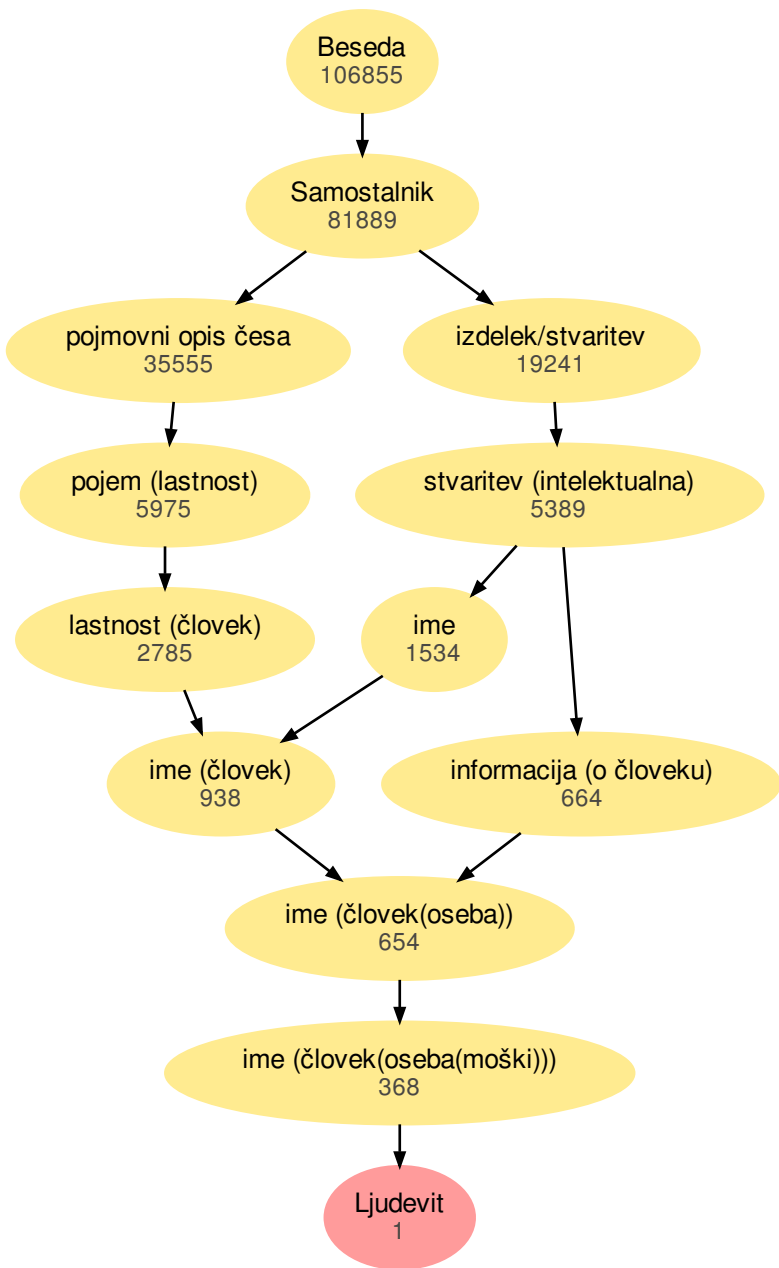 Beseda
106855
Samostalnik
81889
pojmovni opis česa
35555
izdelek/stvaritev
19241
pojem (lastnost)
5975
stvaritev (intelektualna)
5389
lastnost (človek)
2785
ime
1534
ime (človek)
938
informacija (o človeku)
664
ime (človek(oseba))
654
ime (človek(oseba(moški)))
368
Ljudevit
1